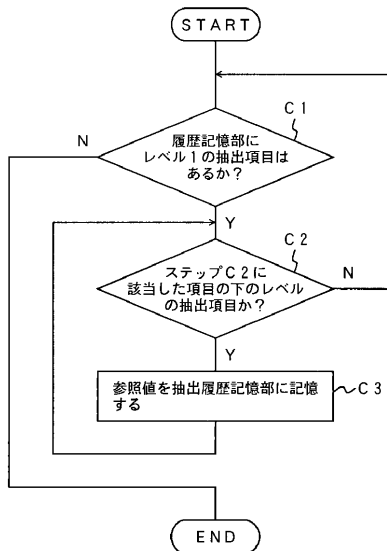 START
C1
履歴記憶部に
レベル1の抽出項目は
あるか?
N
Y
C2
ステップC2に
該当した項目の下のレベル
の抽出項目か?
N
Y
参照値を抽出履歴記憶部に記憶
する
C3
END